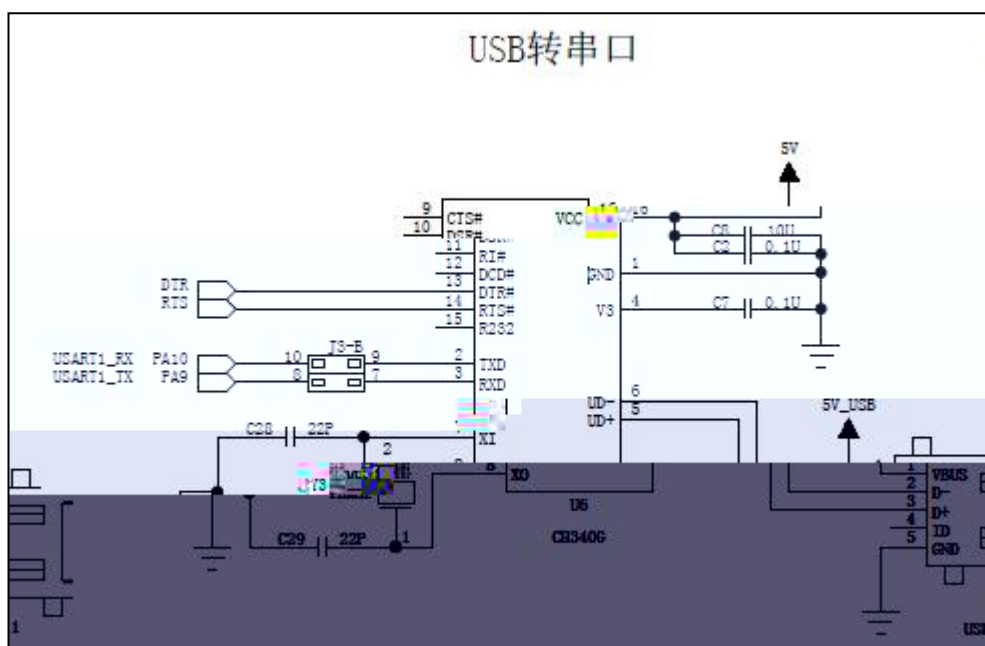 USB转串口
5V
9 CTS# VCC
10 DSR# C8 10U
11 RI# C2 0.1U
12 DCD# GND 1
DTR 13 DTR#
RTS 14 RTS# V3 4 C7 0.1U
15 R232
J3-B
USART1_RX PA10 10 9 2 TXD
USART1_TX PA9 8 7 3 RXD
UD- 6
UD+ 5 5V_USB
C28 22P XI
2
8 XO 1 VBUS
U6 2 D-
3 D+
C29 22P 1 CH340G 4 ID
5 GND
1